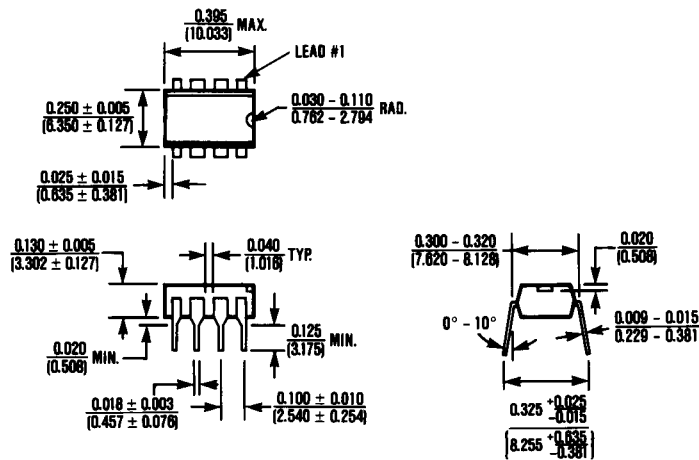 0.395
(10.033) MAX.
LEAD #1
0.250 ± 0.005
(6.350 ± 0.127)
0.030 – 0.110
0.762 – 2.794 RAD.
0.025 ± 0.015
(0.635 ± 0.381)
0.130 ± 0.005
(3.302 ± 0.127)
0.040
(1.016) TYP.
0.300 – 0.320
(7.620 – 8.128)
0.020
(0.508)
0.020
(0.508) MIN.
0.125
(3.175) MIN.
0° – 10°
0.009 – 0.015
0.229 – 0.381
0.018 ± 0.003
(0.457 ± 0.076)
0.100 ± 0.010
(2.540 ± 0.254)
0.325 +0.025
–0.015
(8.255 +0.635
–0.381)